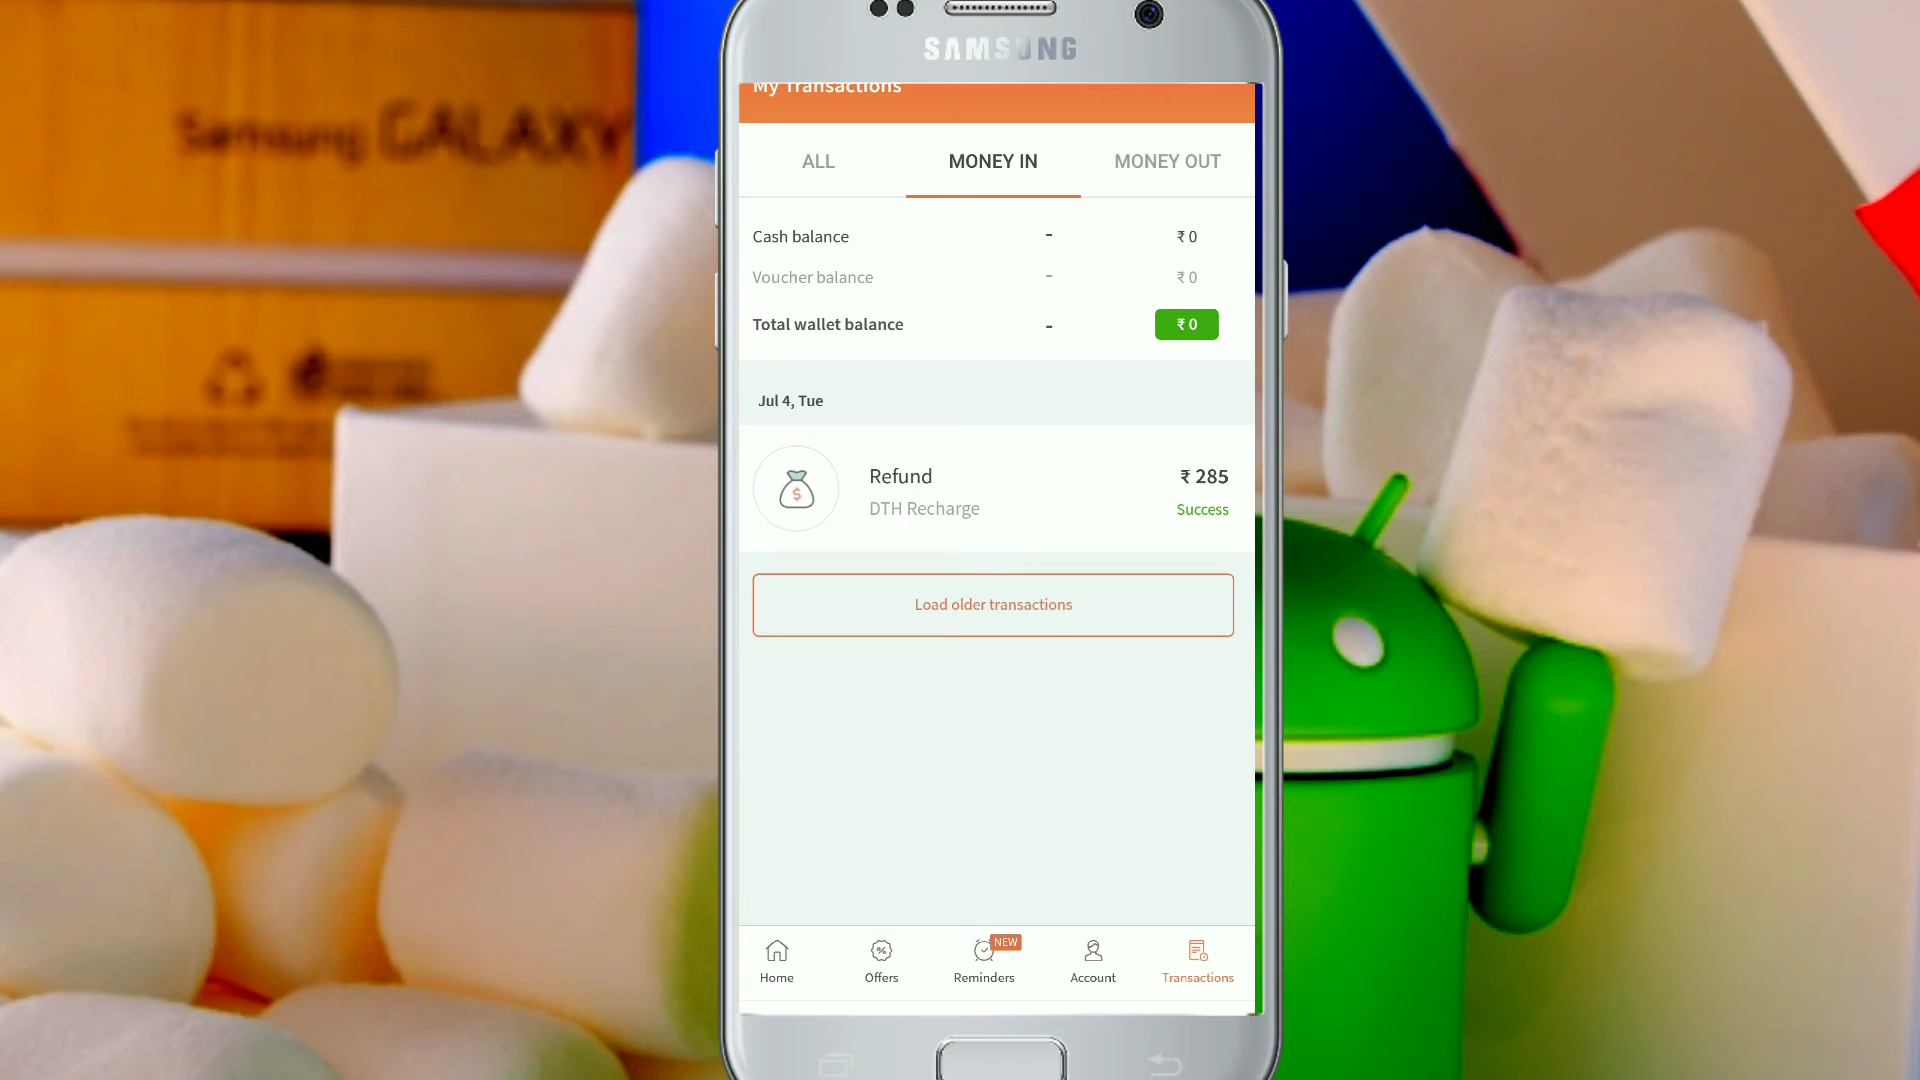 SAMSUNG
Samsung GALAXY
My Transactions
ALL MONEY IN MONEY OUT
Cash balance - ₹ 0
Voucher balance - ₹ 0
Total wallet balance - ₹ 0
Jul 4, Tue
$
Refund ₹ 285
DTH Recharge Success
Load older transactions
%
NEW
Home Offers Reminders Account Transactions